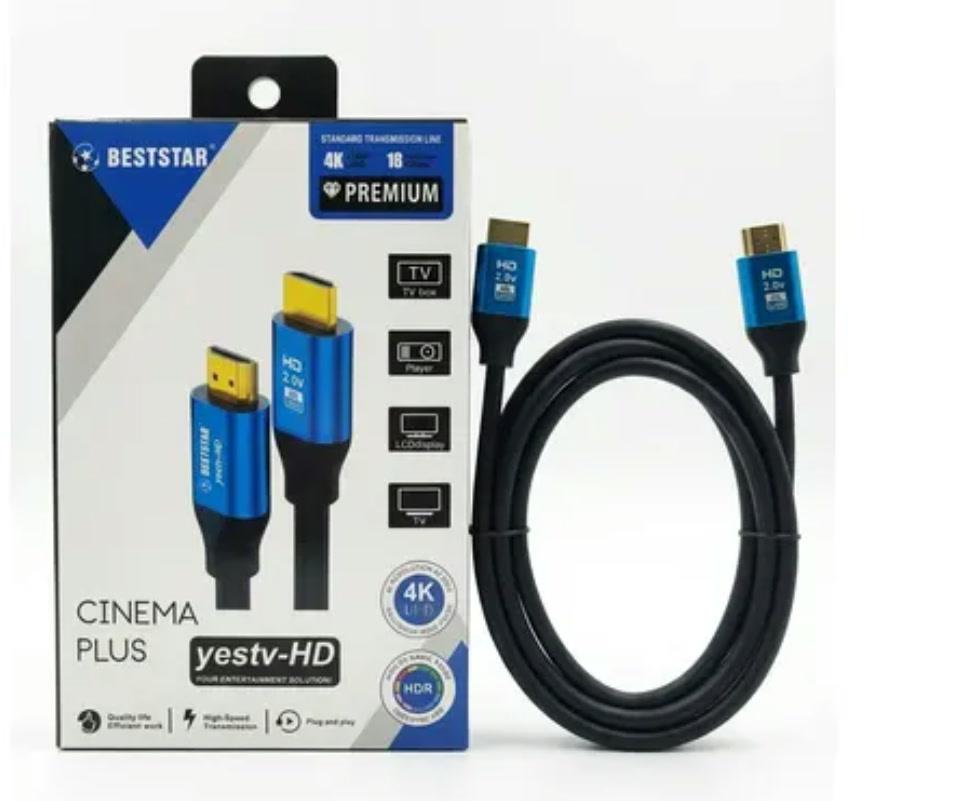 BESTSTAR
STANDARD TRANSMISSION LINE
4K 18
PREMIUM
TV
TV box
Player
LCDdisplay
TV
HD
2.0V
BESTSTAR
yestv-HD
4K
HDR
CINEMA
PLUS
yestv-HD
YOUR ENTERTAINMENT SOLUTION!
Quality life
Efficient work
High-Speed
Transmission
Plug and play
HD
2.0v
HD
2.0v